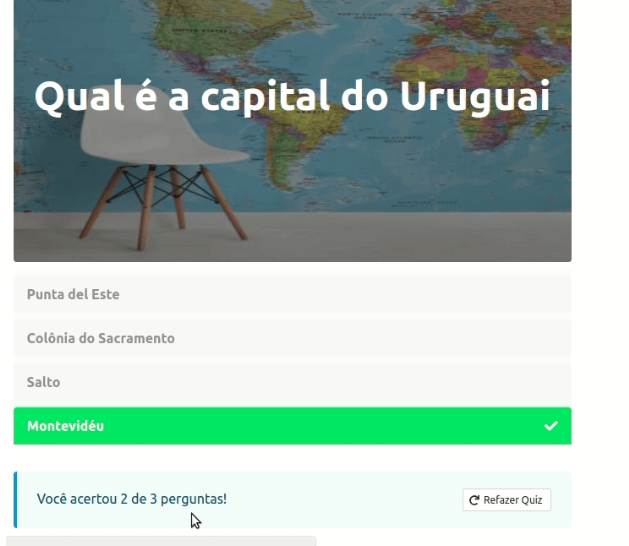 Qual é a capital do Uruguai
Punta del Este
Colônia do Sacramento
Salto
Montevidéu
Você acertou 2 de 3 perguntas!
Refazer Quiz